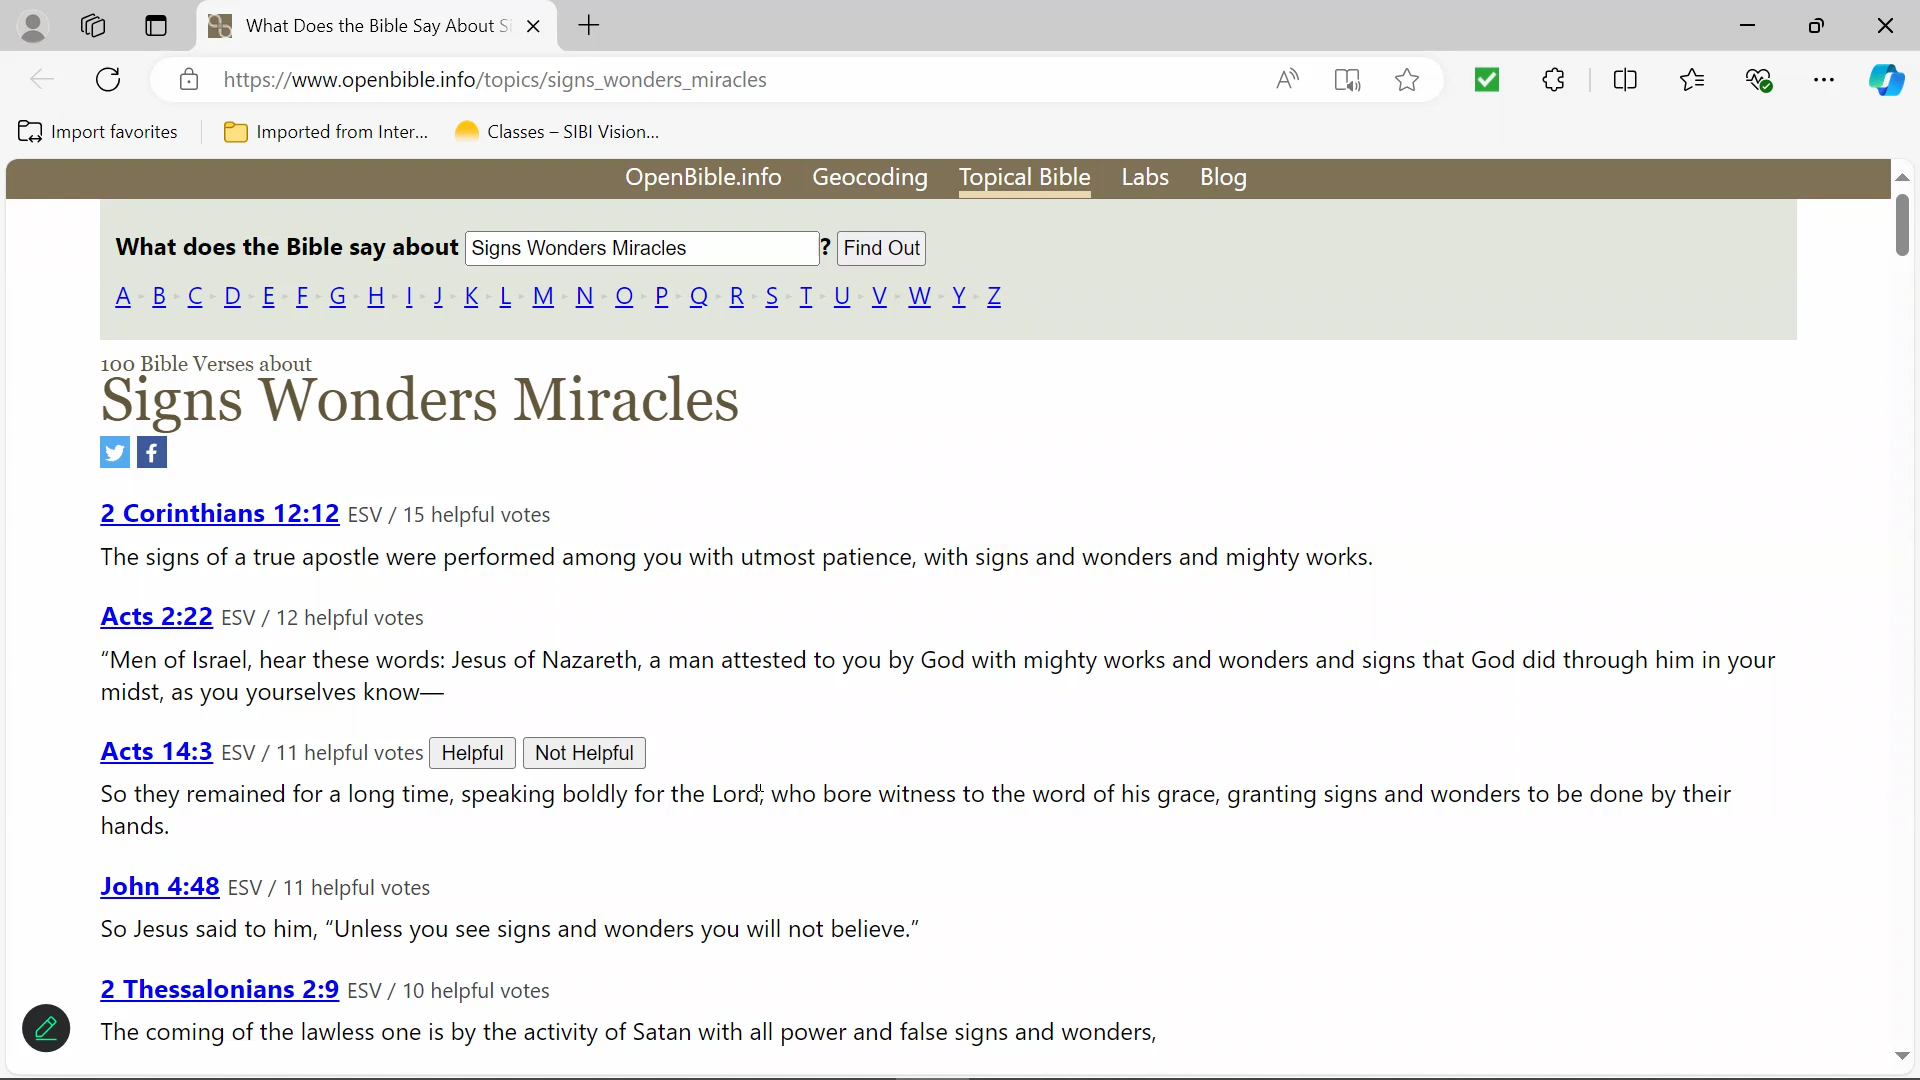 What Does the Bible Say About Si
https://www.openbible.info/topics/signs_wonders_miracles
Import favorites
Imported from Inter...
Classes – SIBI Vision...
OpenBible.info Geocoding Topical Bible Labs Blog
What does the Bible say about Signs Wonders Miracles ? Find Out
A B C D E F G H I J K L M N O P Q R S T U V W Y Z
100 Bible Verses about
Signs Wonders Miracles
2 Corinthians 12:12 ESV / 15 helpful votes
The signs of a true apostle were performed among you with utmost patience, with signs and wonders and mighty works.
Acts 2:22 ESV / 12 helpful votes
“Men of Israel, hear these words: Jesus of Nazareth, a man attested to you by God with mighty works and wonders and signs that God did through him in your
midst, as you yourselves know—
Acts 14:3 ESV / 11 helpful votes Helpful Not Helpful
So they remained for a long time, speaking boldly for the Lord, who bore witness to the word of his grace, granting signs and wonders to be done by their
hands.
John 4:48 ESV / 11 helpful votes
So Jesus said to him, “Unless you see signs and wonders you will not believe.”
2 Thessalonians 2:9 ESV / 10 helpful votes
The coming of the lawless one is by the activity of Satan with all power and false signs and wonders,